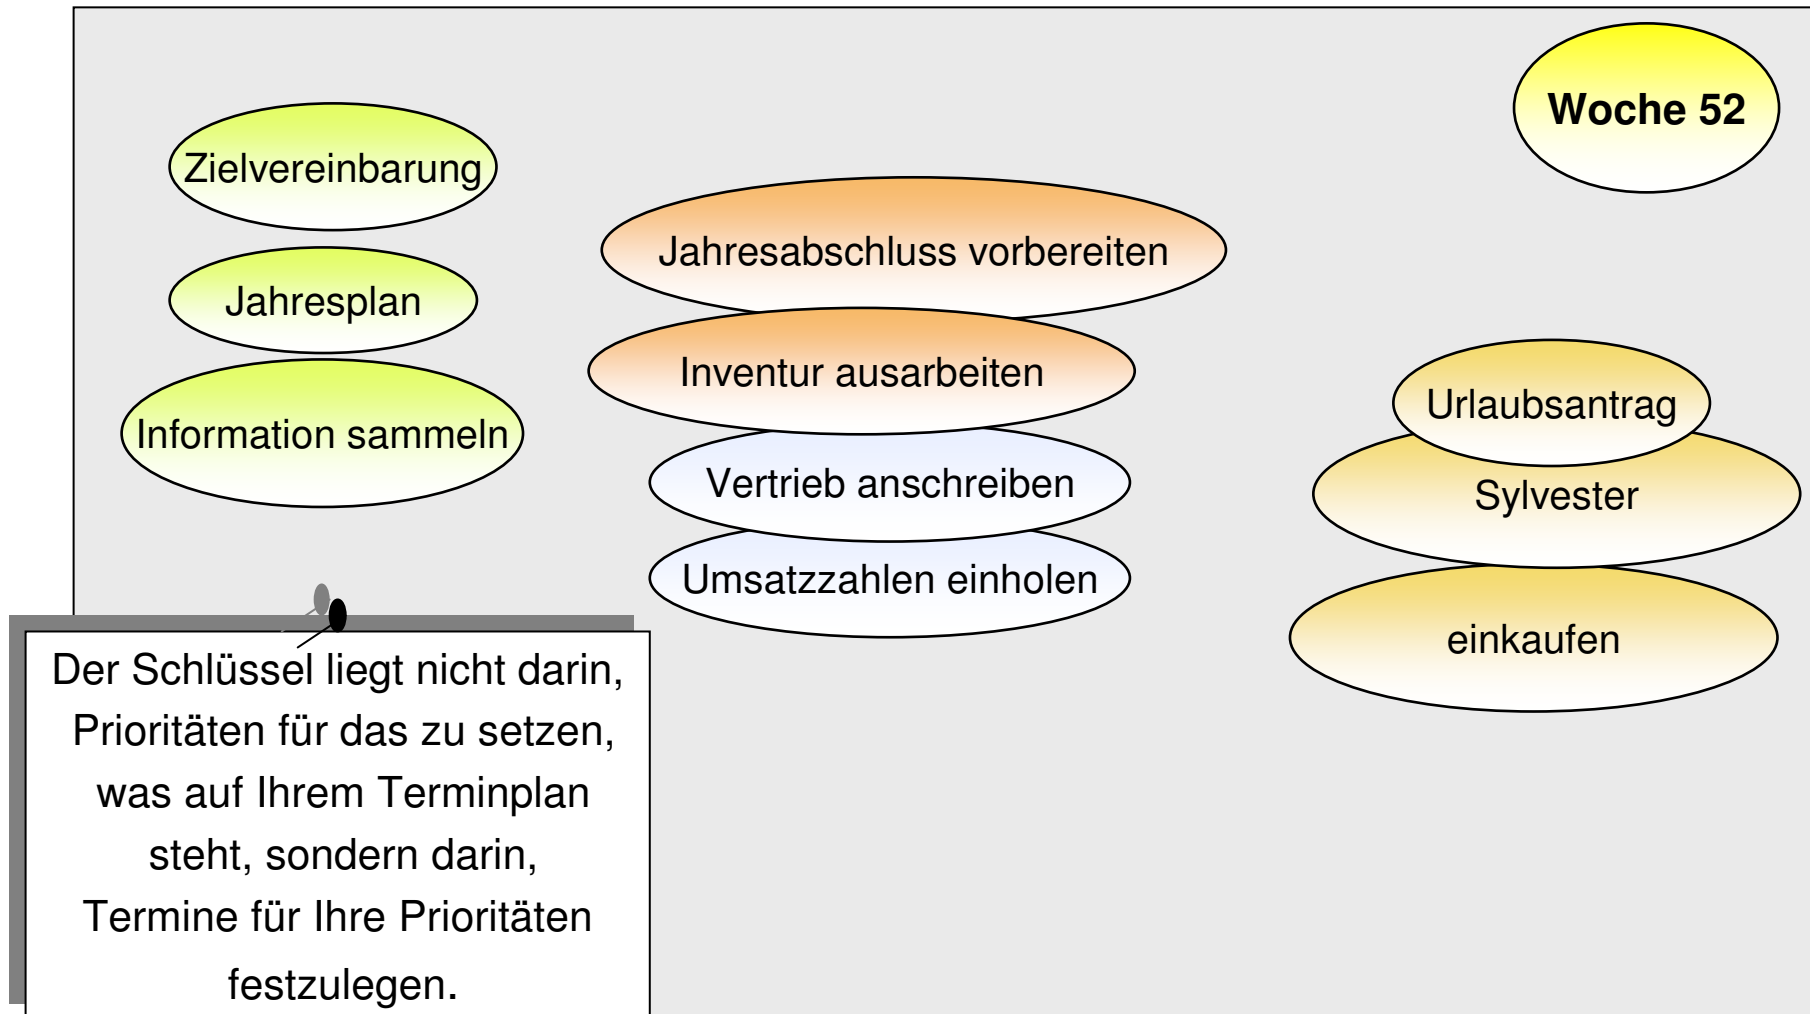 Woche 52
Zielvereinbarung
Jahresplan
Information sammeln
Jahresabschluss vorbereiten
Inventur ausarbeiten
Vertrieb anschreiben
Umsatzzahlen einholen
Urlaubsantrag
Sylvester
einkaufen
Der Schlüssel liegt nicht darin,
Prioritäten für das zu setzen,
was auf Ihrem Terminplan
steht, sondern darin,
Termine für Ihre Prioritäten
festzulegen.